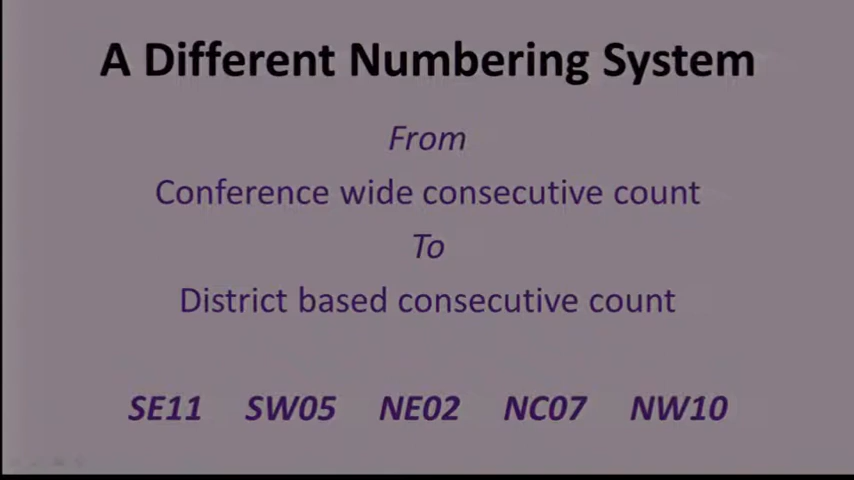 A Different Numbering System
From
Conference wide consecutive count
To
District based consecutive count
SE11 SW05 NE02 NC07 NW10